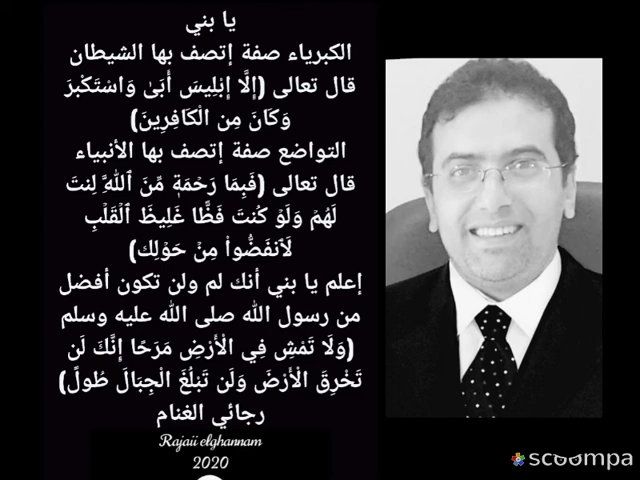 يا بني
الكبرياء صفة إتصف بها الشيطان
قال تعالى (إِلَّا إِبْلِيسَ أَبَىٰ وَاسْتَكْبَرَ
وَكَانَ مِن الْكَافِرِينَ)
التواضع صفة إتصف بها الأنبياء
قال تعالى (فَبِمَا رَحْمَةٍ مِّنَ ٱللَّهِ لِنتَ
لَهُمْ وَلَوْ كُنتَ فَظًّا غَلِيظَ ٱلْقَلْبِ
لَٱنفَضُّوا۟ مِنْ حَوْلِك)
إعلم يا بني أنك لم ولن تكون أفضل
من رسول الله صلى الله عليه وسلم
(وَلَا تَمْشِ فِي الْأَرْضِ مَرَحًا إِنَّكَ لَن
تَخْرِقَ الْأَرْضَ وَلَن تَبْلُغَ الْجِبَالَ طُولً)
رجائي الغنام
Rajaii elghannam
2020
scoompa